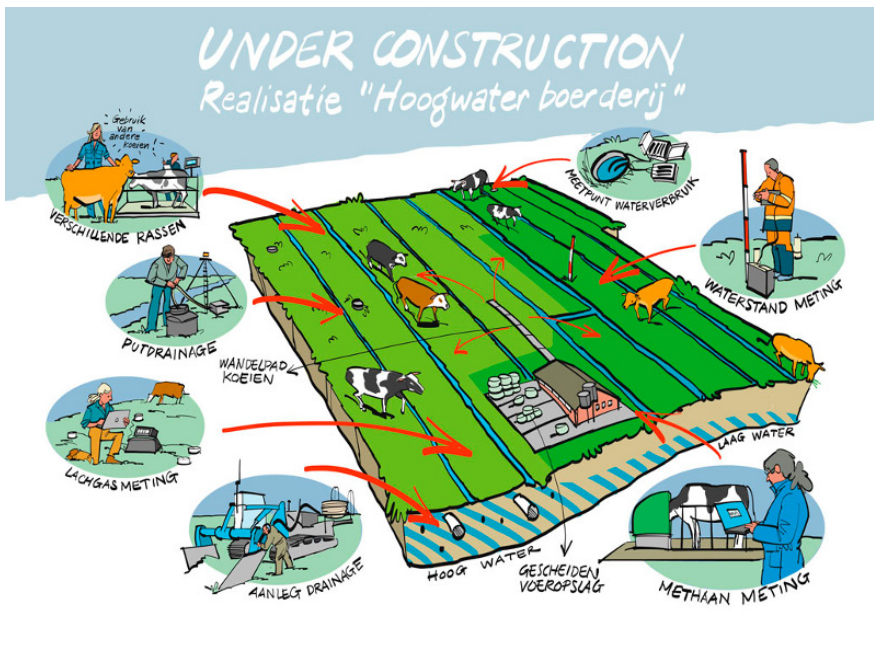 UNDER CONSTRUCTION
Realisatie "Hoogwater boerderij"
Gebruik
van
andere
koeien!
VERSCHILLENDE RASSEN
MEETPUNT WATERVERBRUIK
WATERSTAND METING
PUTDRAINAGE
WANDELPAD
KOEIEN
LACHGASMETING
LAAG WATER
AANLEG DRAINAGE
HOOG WATER
GESCHEIDEN
VOEROPSLAG
METHAAN METING